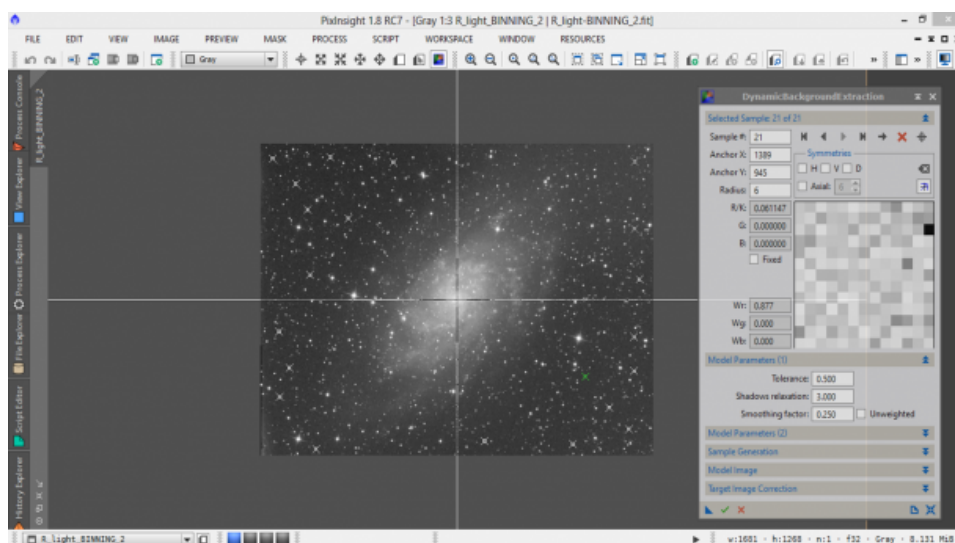 PixInsight 1.8 RC7 - [Gray 1:3 R_light_BINNING_2 | R_light-BINNING_2.fit]
FILE EDIT VIEW IMAGE PREVIEW MASK PROCESS SCRIPT WORKSPACE WINDOW RESOURCES
Gray
Process Console
View Explorer
Process Explorer
File Explorer
Script Editor
History Explorer
R_light_BINNING_2
DynamicBackgroundExtraction
Selected Sample: 21 of 21
Sample #: 21
Anchor X: 1389
Symmetries
H V D
Anchor Y: 945
Axial: 6
Radius: 6
R/K: 0.061147
G: 0.000000
B: 0.000000
Fixed
Wr: 0.877
Wg: 0.000
Wb: 0.000
Model Parameters (1)
Tolerance: 0.500
Shadows relaxation: 3.000
Smoothing factor: 0.250 Unweighted
Model Parameters (2)
Sample Generation
Model Image
Target Image Correction
R_light_BINNING_2
w:1681 · h:1268 · n:1 · f32 · Gray · 8.131 MiB